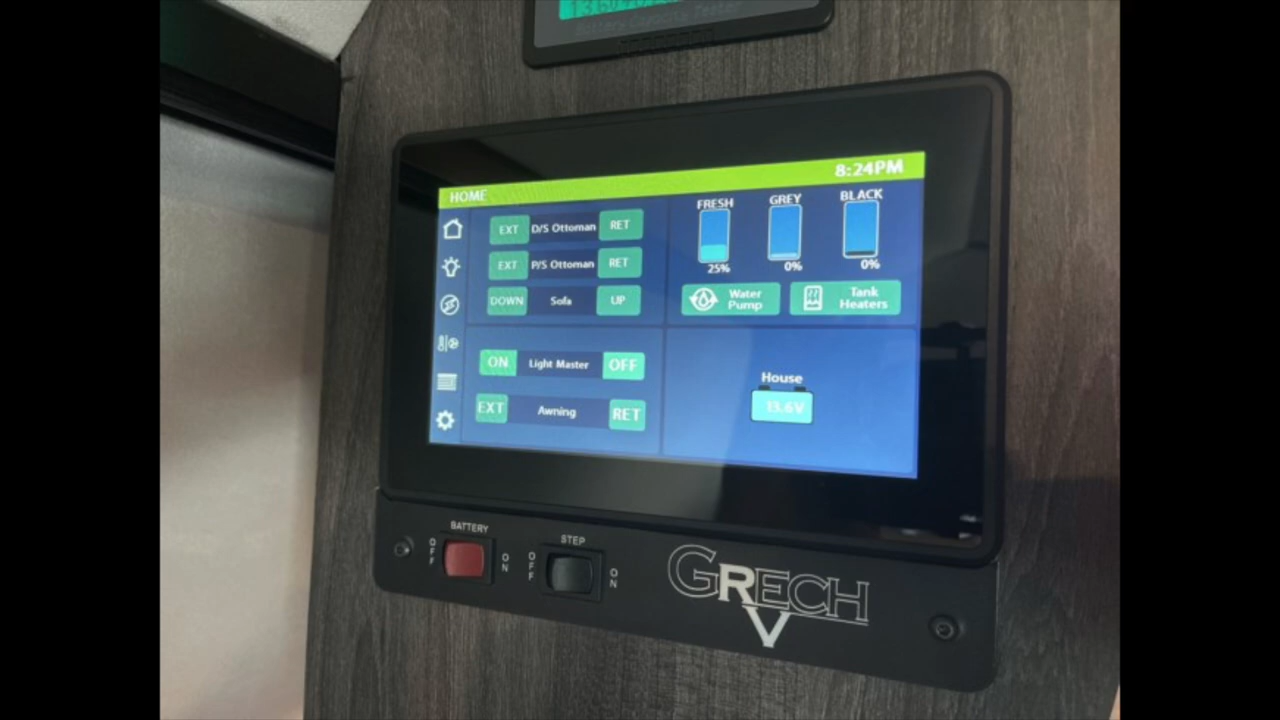 HOME
8:24PM
EXT D/S Ottoman RET
EXT P/S Ottoman RET
DOWN Sofa UP
ON Light Master OFF
EXT Awning RET
FRESH GREY BLACK
25% 0% 0%
Water
Pump
Tank
Heaters
House
13.6V
BATTERY
OFF ON
STEP
OFF ON
GRECH
RV